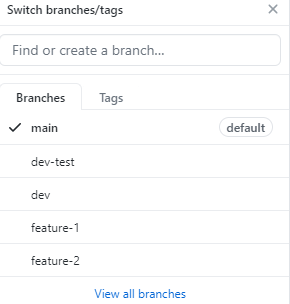 Switch branches/tags
Find or create a branch...
Branches Tags
main default
dev-test
dev
feature-1
feature-2
View all branches